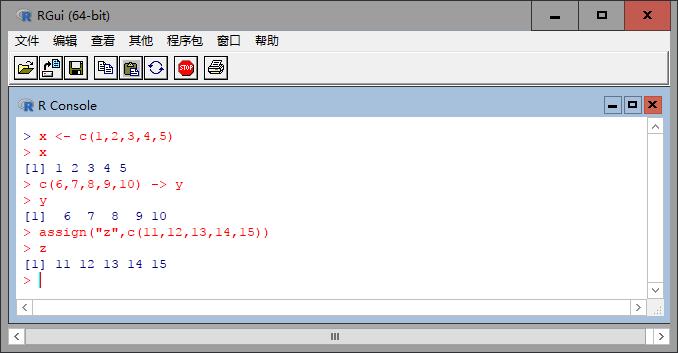 RGui (64-bit)
文件 编辑 查看 其他 程序包 窗口 帮助
STOP
R Console
> x <- c(1,2,3,4,5)
> x
[1] 1 2 3 4 5
> c(6,7,8,9,10) -> y
> y
[1]  6  7  8  9 10
> assign("z",c(11,12,13,14,15))
> z
[1] 11 12 13 14 15
>